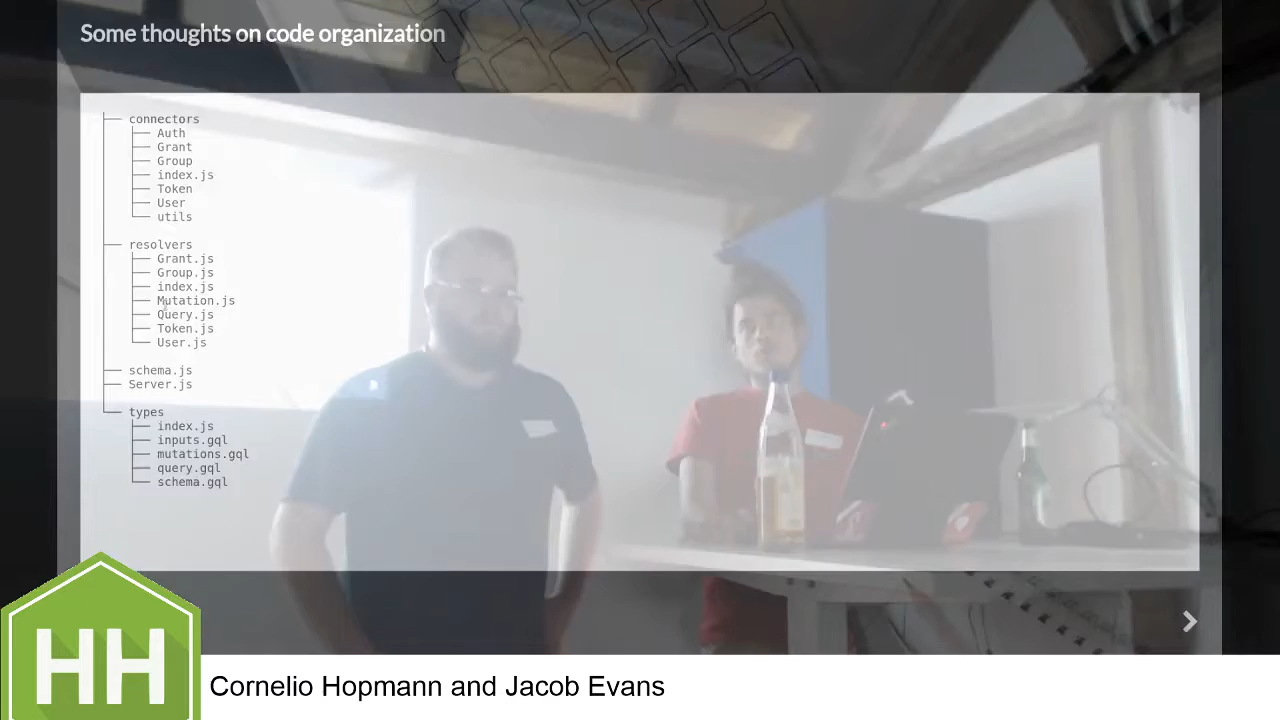 Some thoughts on code organization
connectors
Auth
Grant
Group
index.js
Token
User
utils
resolvers
Grant.js
Group.js
index.js
Mutation.js
Query.js
Token.js
User.js
schema.js
Server.js
types
index.js
inputs.gql
mutations.gql
query.gql
schema.gql
HH
Cornelio Hopmann and Jacob Evans